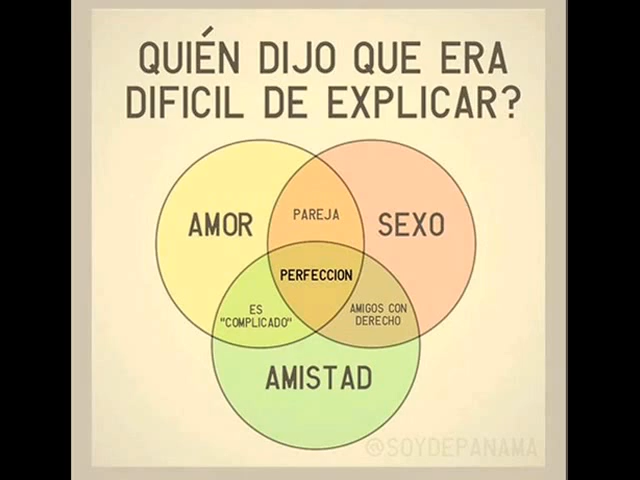 QUIÉN DIJO QUE ERA
DIFICIL DE EXPLICAR?
AMOR
PAREJA
SEXO
PERFECCION
ES
"COMPLICADO"
AMIGOS CON
DERECHO
AMISTAD
@SOYDEPANAMA